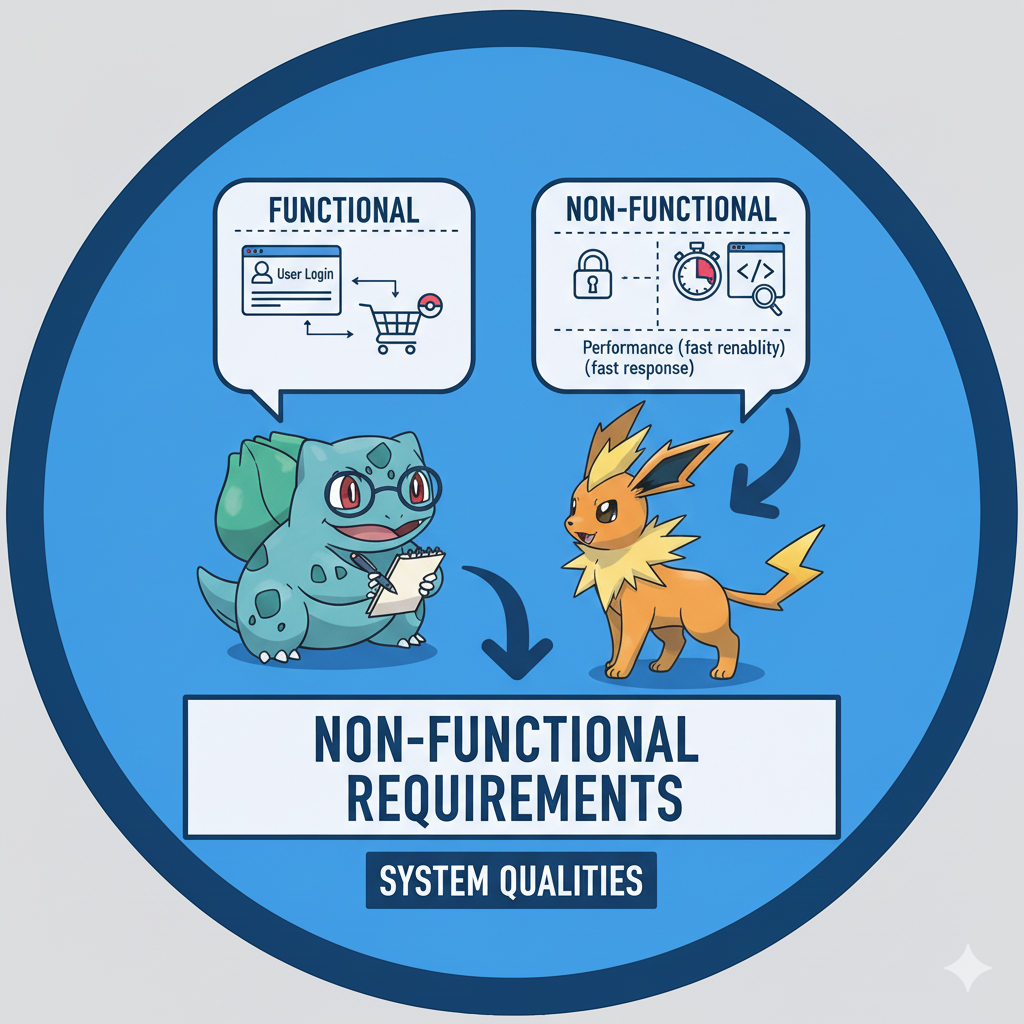 FUNCTIONAL
User Login
NON-FUNCTIONAL
</>
Performance (fast renablity)
(fast response)
NON-FUNCTIONAL
REQUIREMENTS
SYSTEM QUALITIES